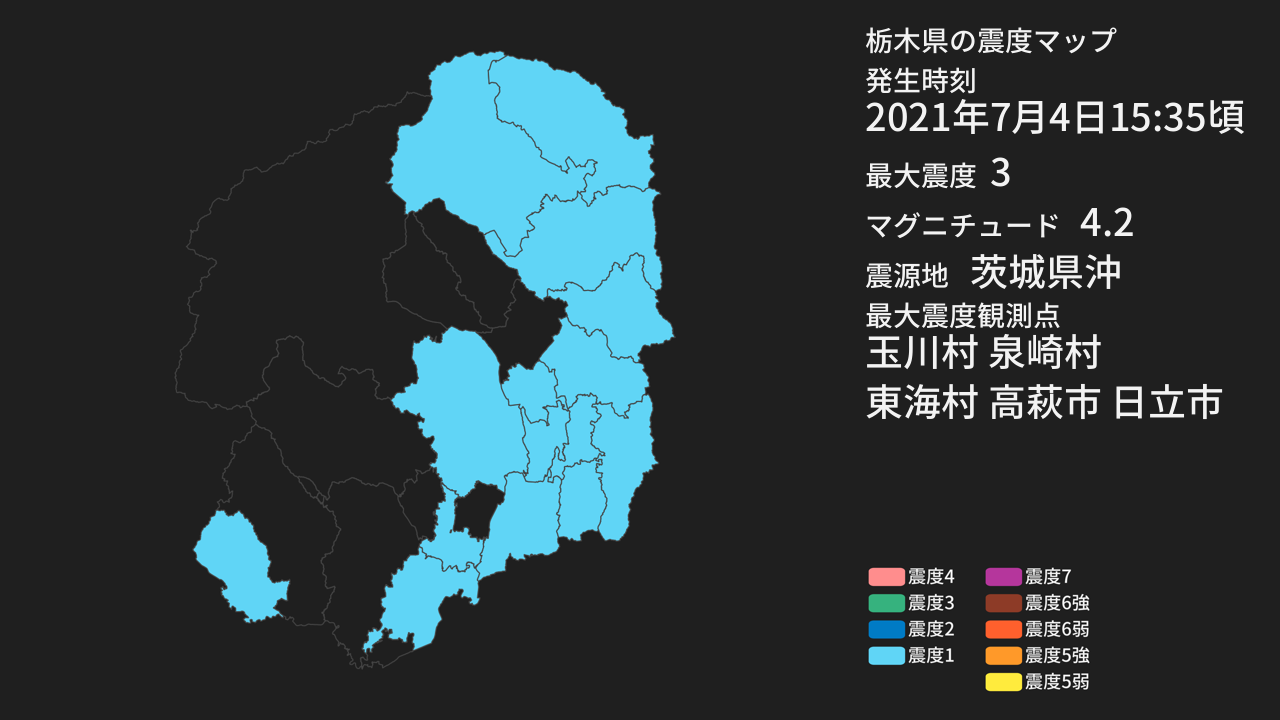 栃木県の震度マップ
発生時刻
2021年7月4日15:35頃
最大震度 3
マグニチュード 4.2
震源地 茨城県沖
最大震度観測点
玉川村 泉崎村
東海村 高萩市 日立市
震度4
震度3
震度2
震度1
震度7
震度6強
震度6弱
震度5強
震度5弱